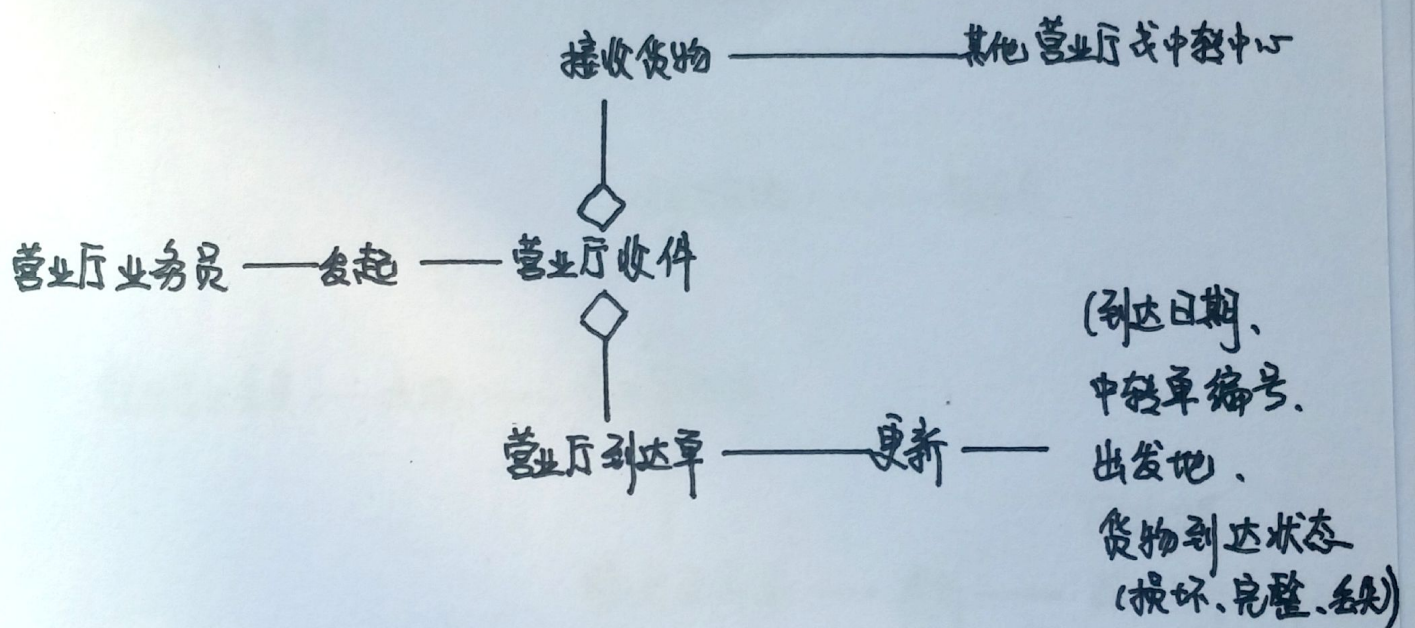 接收货物 其他营业厅或中转中心
营业厅业务员 发起 营业厅收件
营业厅到达单 更新
(到达日期、
中转单编号、
出发地、
货物到达状态
(损坏、完整、丢失))